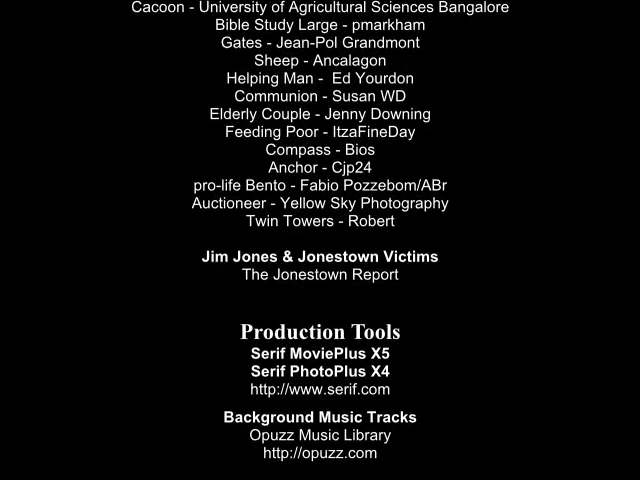 Cacoon - University of Agricultural Sciences Bangalore
Bible Study Large - pmarkham
Gates - Jean-Pol Grandmont
Sheep - Ancalagon
Helping Man -  Ed Yourdon
Communion - Susan WD
Elderly Couple - Jenny Downing
Feeding Poor - ItzaFineDay
Compass - Bios
Anchor - Cjp24
pro-life Bento - Fabio Pozzebom/ABr
Auctioneer - Yellow Sky Photography
Twin Towers - Robert
Jim Jones & Jonestown Victims
The Jonestown Report
Production Tools
Serif MoviePlus X5
Serif PhotoPlus X4
http://www.serif.com
Background Music Tracks
Opuzz Music Library
http://opuzz.com